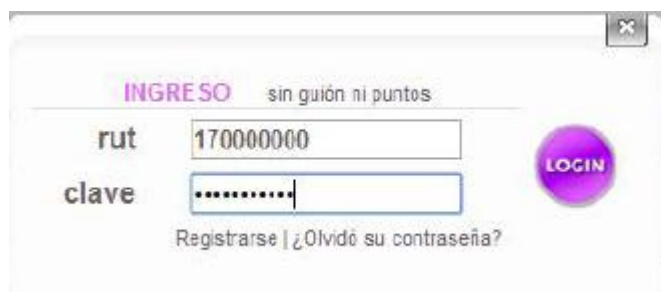 INGRESO sin guión ni puntos
rut 170000000
LOGIN
clave •••••••••••
Registrarse | ¿Olvidó su contraseña?